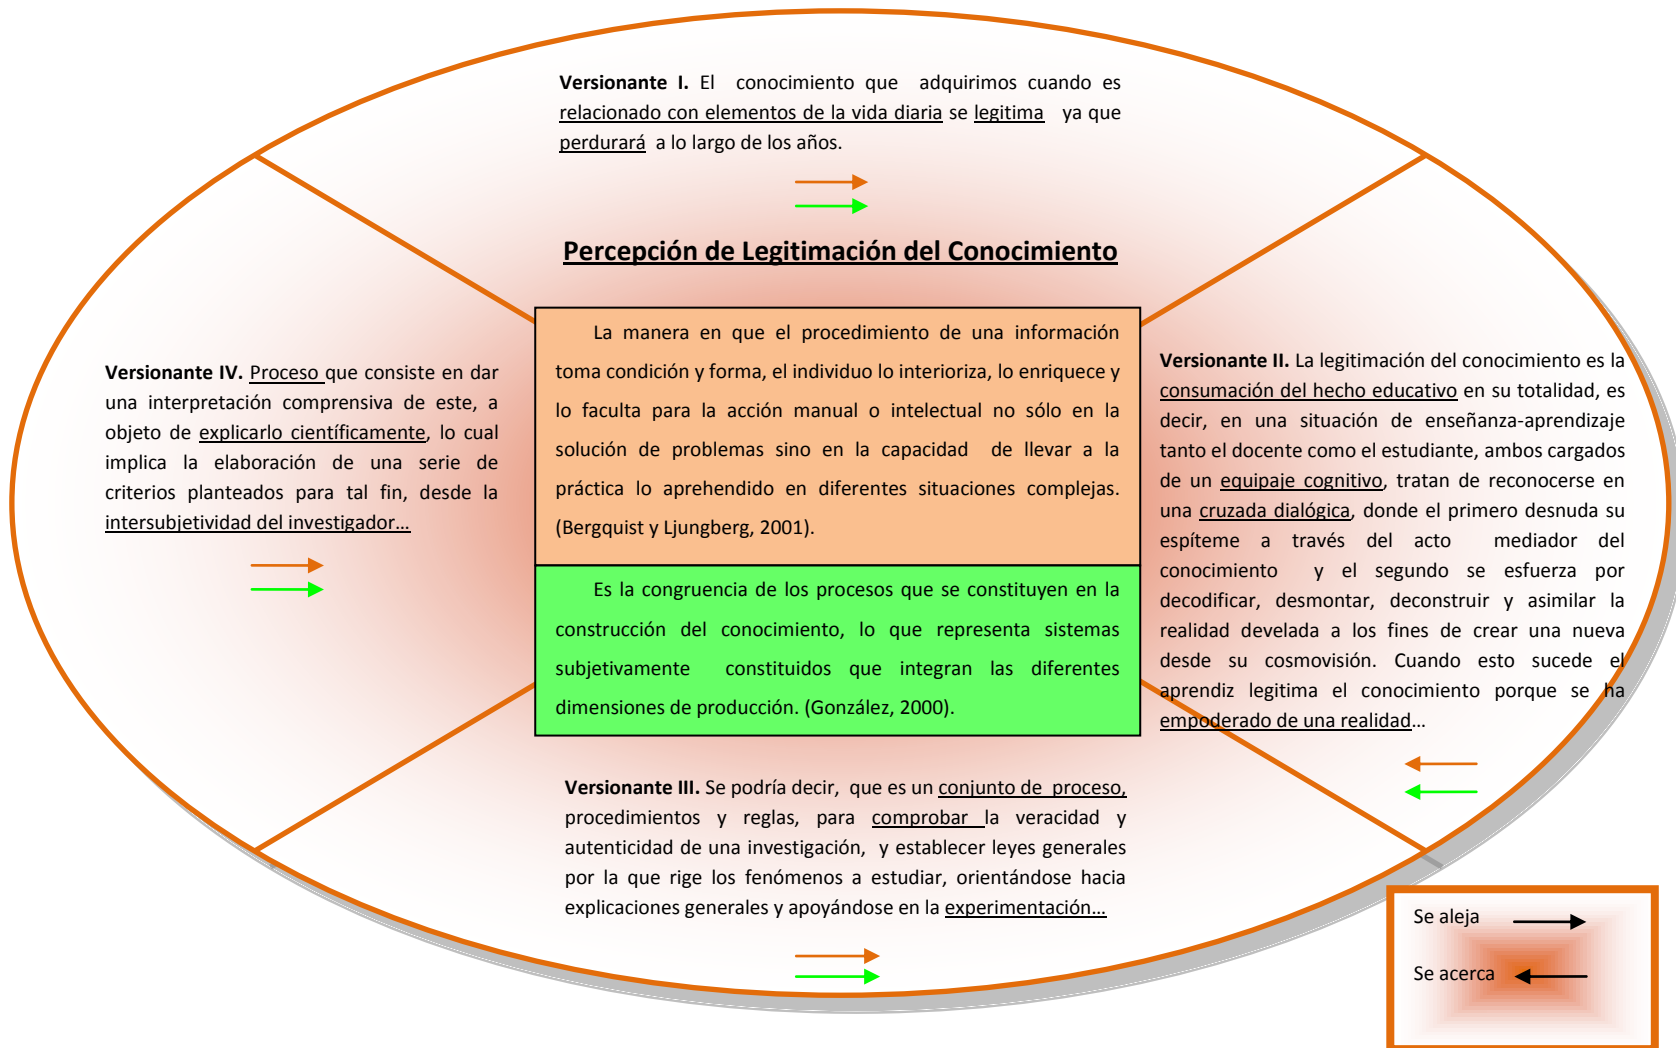 Versionante I. El conocimiento que adquirimos cuando es
relacionado con elementos de la vida diaria se legitima ya que
perdurará a lo largo de los años.
Percepción de Legitimación del Conocimiento
La manera en que el procedimiento de una información
toma condición y forma, el individuo lo interioriza, lo enriquece y
lo faculta para la acción manual o intelectual no sólo en la
solución de problemas sino en la capacidad de llevar a la
práctica lo aprehendido en diferentes situaciones complejas.
(Bergquist y Ljungberg, 2001).
Es la congruencia de los procesos que se constituyen en la
construcción del conocimiento, lo que representa sistemas
subjetivamente constituidos que integran las diferentes
dimensiones de producción. (González, 2000).
Versionante IV. Proceso que consiste en dar
una interpretación comprensiva de este, a
objeto de explicarlo científicamente, lo cual
implica la elaboración de una serie de
criterios planteados para tal fin, desde la
intersubjetividad del investigador...
Versionante II. La legitimación del conocimiento es la
consumación del hecho educativo en su totalidad, es
decir, en una situación de enseñanza-aprendizaje
tanto el docente como el estudiante, ambos cargados
de un equipaje cognitivo, tratan de reconocerse en
una cruzada dialógica, donde el primero desnuda su
espíteme a través del acto mediador del
conocimiento y el segundo se esfuerza por
decodificar, desmontar, deconstruir y asimilar la
realidad develada a los fines de crear una nueva
desde su cosmovisión. Cuando esto sucede el
aprendiz legitima el conocimiento porque se ha
empoderado de una realidad...
Versionante III. Se podría decir, que es un conjunto de proceso,
procedimientos y reglas, para comprobar la veracidad y
autenticidad de una investigación, y establecer leyes generales
por la que rige los fenómenos a estudiar, orientándose hacia
explicaciones generales y apoyándose en la experimentación...
Se aleja
Se acerca